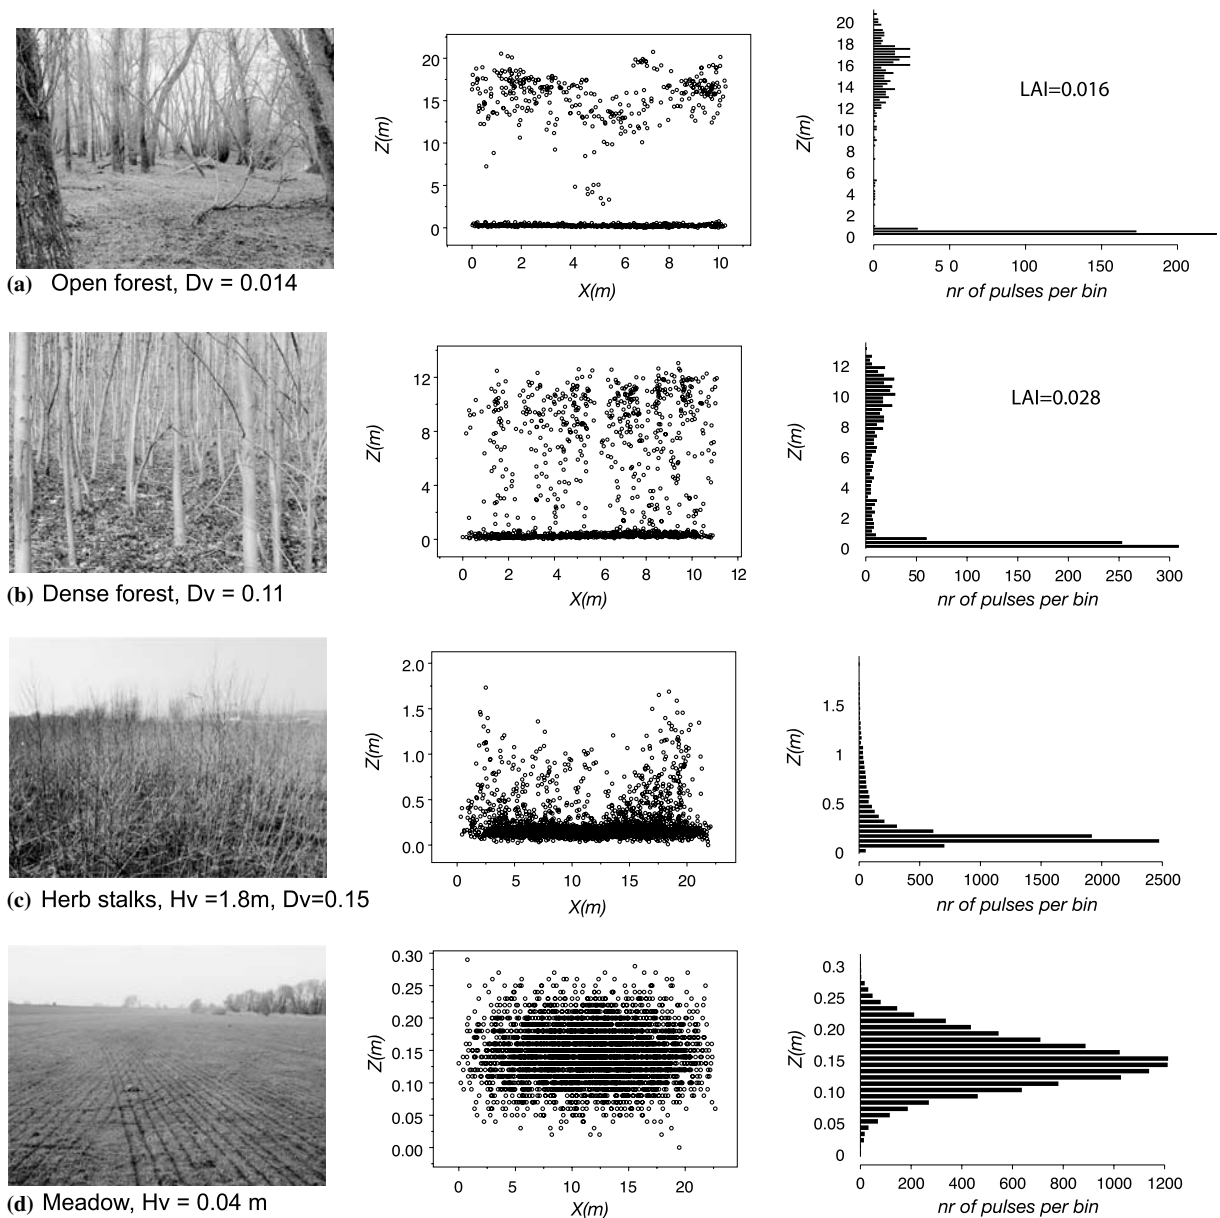 20
15
10
5
0
Z(m)
0 2 4 6 8 10
X(m)
20
18
16
14
12
10
8
6
4
2
0
Z(m)
LAI=0.016
0 5 0 100 150 200
nr of pulses per bin
(a) Open forest, Dv = 0.014
12
8
4
0
Z(m)
0 2 4 6 8 10 12
X(m)
12
10
8
6
4
2
0
Z(m)
LAI=0.028
0 50 100 150 200 250 300
nr of pulses per bin
(b) Dense forest, Dv = 0.11
2.0
1.5
1.0
0.5
0.0
Z(m)
0 5 10 15 20
X(m)
1.5
1
0.5
0
Z(m)
0 500 1000 1500 2000 2500
nr of pulses per bin
(c) Herb stalks, Hv =1.8m, Dv=0.15
0.30
0.25
0.20
0.15
0.10
0.05
0.00
Z(m)
0 5 10 15 20
X(m)
0.3
0.25
0.20
0.15
0.10
0.05
0
Z(m)
0 200 400 600 800 1000 1200
nr of pulses per bin
(d) Meadow, Hv = 0.04 m